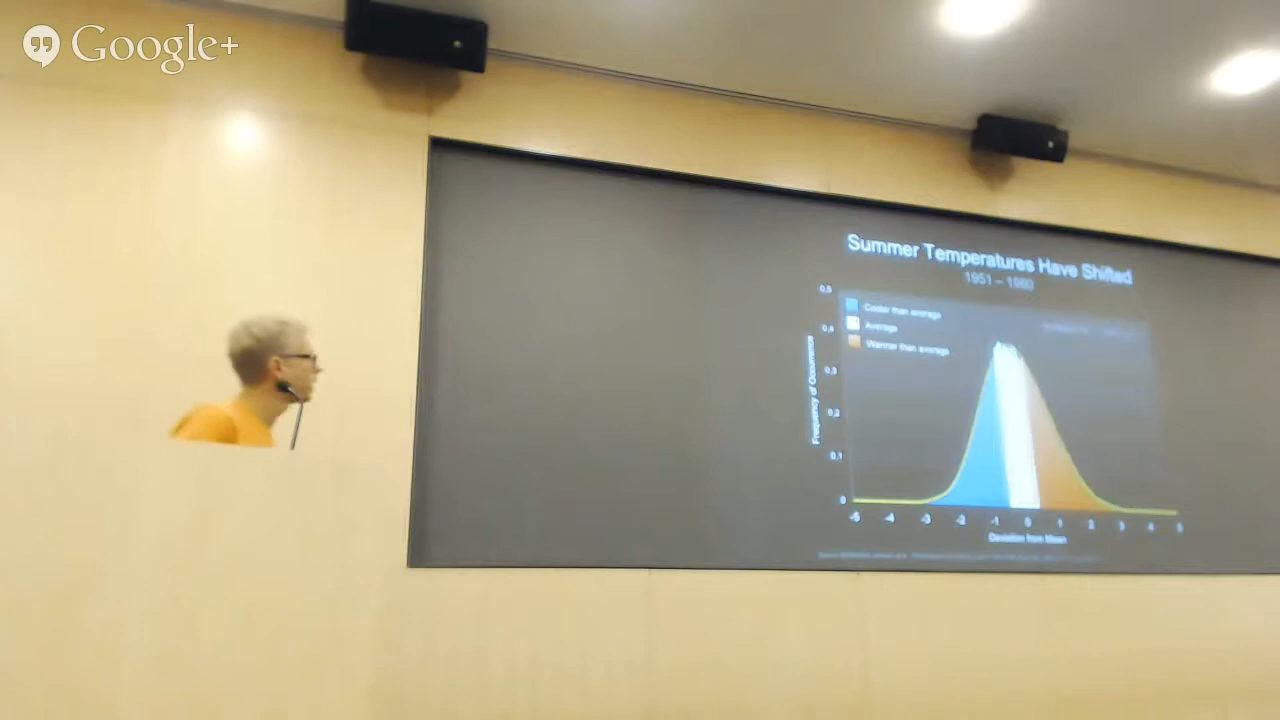 Google+
Summer Temperatures Have Shifted
1951 – 1980
Cooler than average
Average
Warmer than average
Frequency of Occurrence
0.5
0.4
0.3
0.2
0.1
0
-5 -4 -3 -2 -1 0 1 2 3 4 5
Deviation from Mean